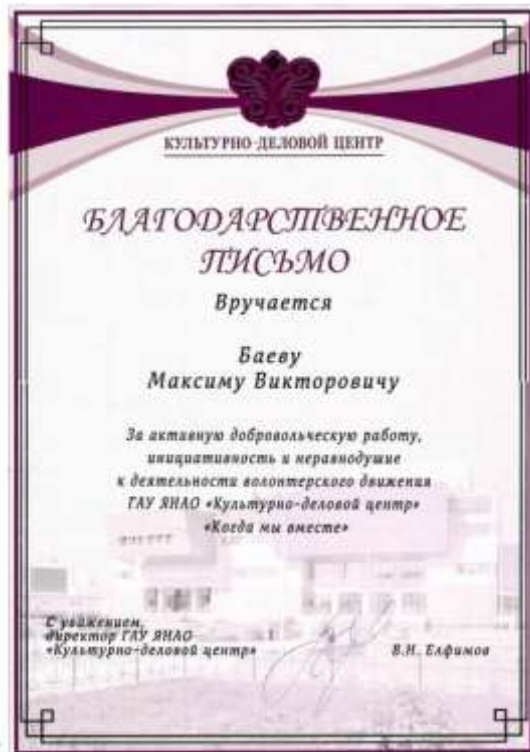 КУЛЬТУРНО-ДЕЛОВОЙ ЦЕНТР
БЛАГОДАРСТВЕННОЕ
ПИСЬМО
Вручается
Баеву
Максиму Викторовичу
За активную добровольческую работу,
инициативность и неравнодушие
к деятельности волонтерского движения
ГАУ ЯНАО «Культурно-деловой центр»
«Когда мы вместе»
С уважением,
директор ГАУ ЯНАО
«Культурно-деловой центр»
В.Н. Елфимов